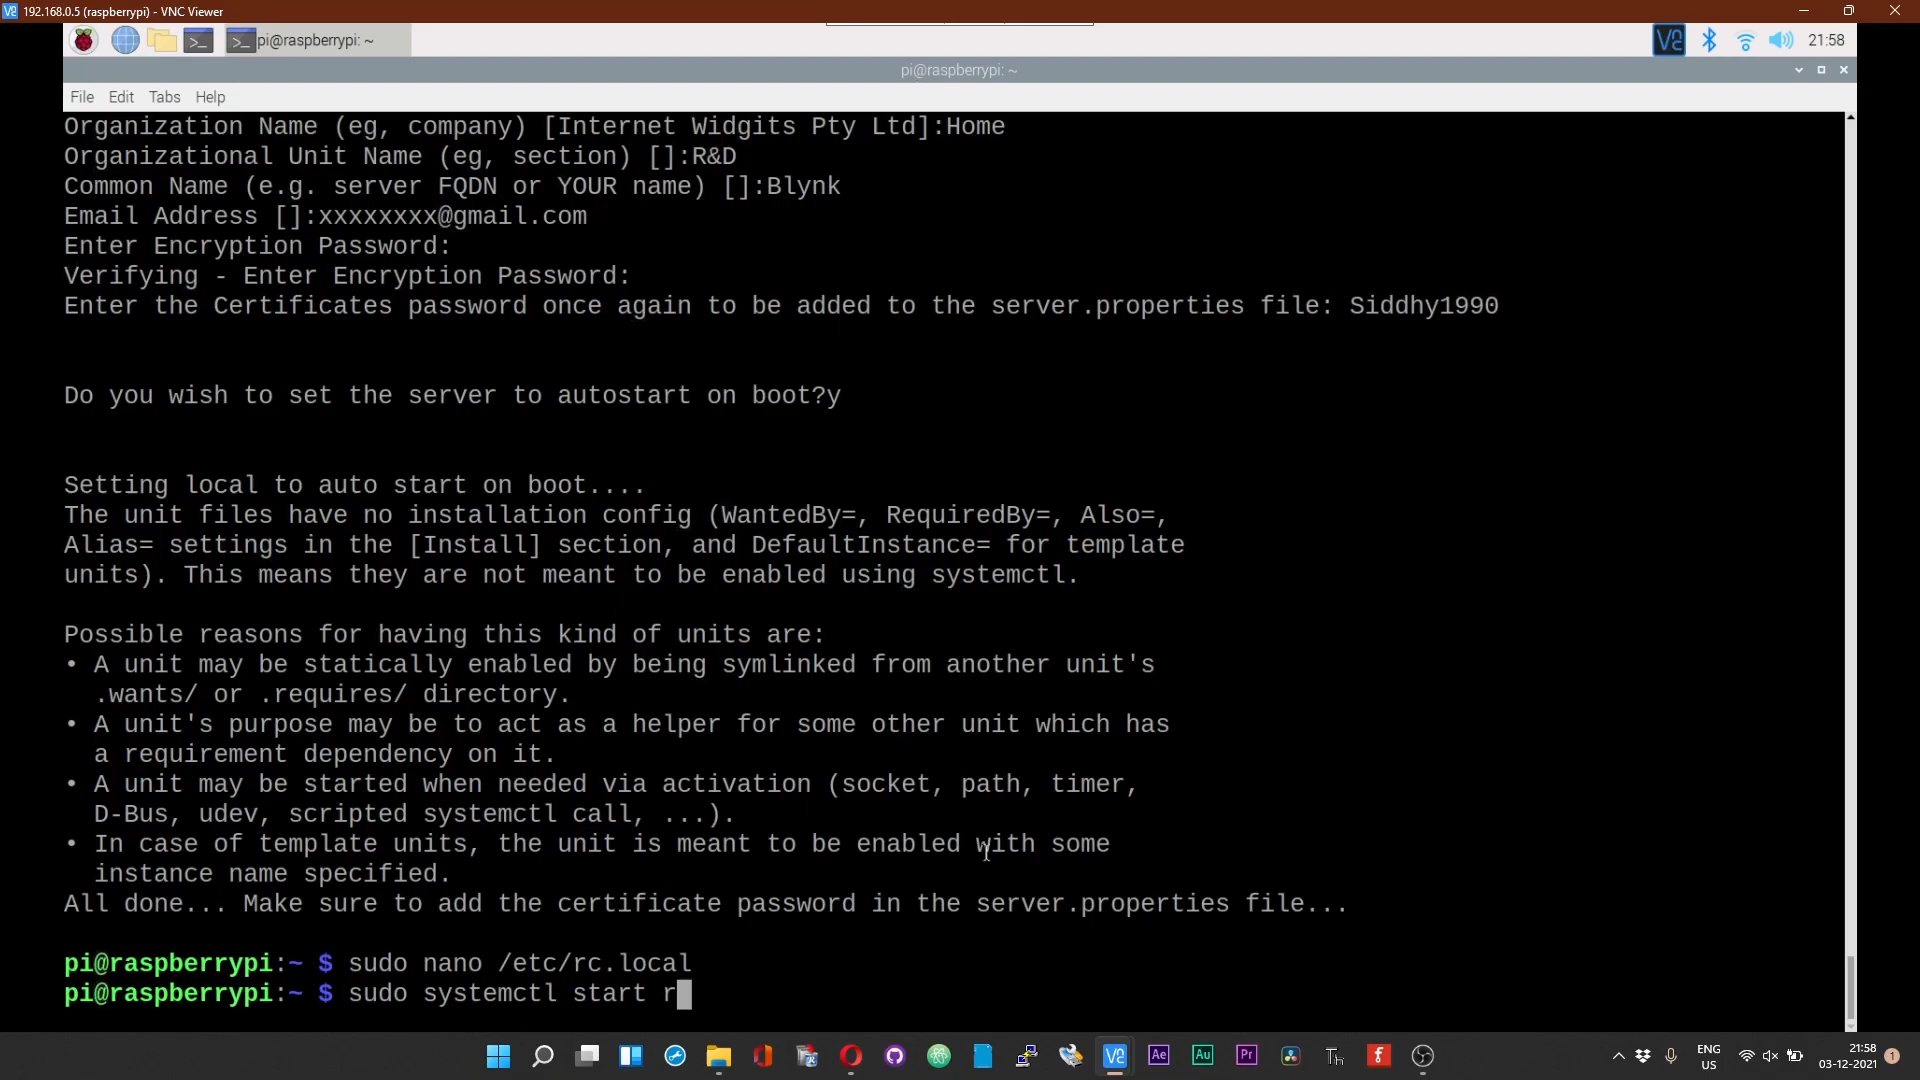 192.168.0.5 (raspberrypi) - VNC Viewer
pi@raspberrypi: ~
21:58
pi@raspberrypi: ~
File Edit Tabs Help
Organization Name (eg, company) [Internet Widgits Pty Ltd]:Home
Organizational Unit Name (eg, section) []:R&D
Common Name (e.g. server FQDN or YOUR name) []:Blynk
Email Address []:xxxxxxxx@gmail.com
Enter Encryption Password:
Verifying - Enter Encryption Password:
Enter the Certificates password once again to be added to the server.properties file: Siddhy1990
Do you wish to set the server to autostart on boot?y
Setting local to auto start on boot....
The unit files have no installation config (WantedBy=, RequiredBy=, Also=,
Alias= settings in the [Install] section, and DefaultInstance= for template
units). This means they are not meant to be enabled using systemctl.
Possible reasons for having this kind of units are:
• A unit may be statically enabled by being symlinked from another unit's
.wants/ or .requires/ directory.
• A unit's purpose may be to act as a helper for some other unit which has
a requirement dependency on it.
• A unit may be started when needed via activation (socket, path, timer,
D-Bus, udev, scripted systemctl call, ...).
• In case of template units, the unit is meant to be enabled with some
instance name specified.
All done... Make sure to add the certificate password in the server.properties file...
pi@raspberrypi:~ $ sudo nano /etc/rc.local
pi@raspberrypi:~ $ sudo systemctl start r
Ae
Au
Pr
ENG
US
21:58
03-12-2021
1